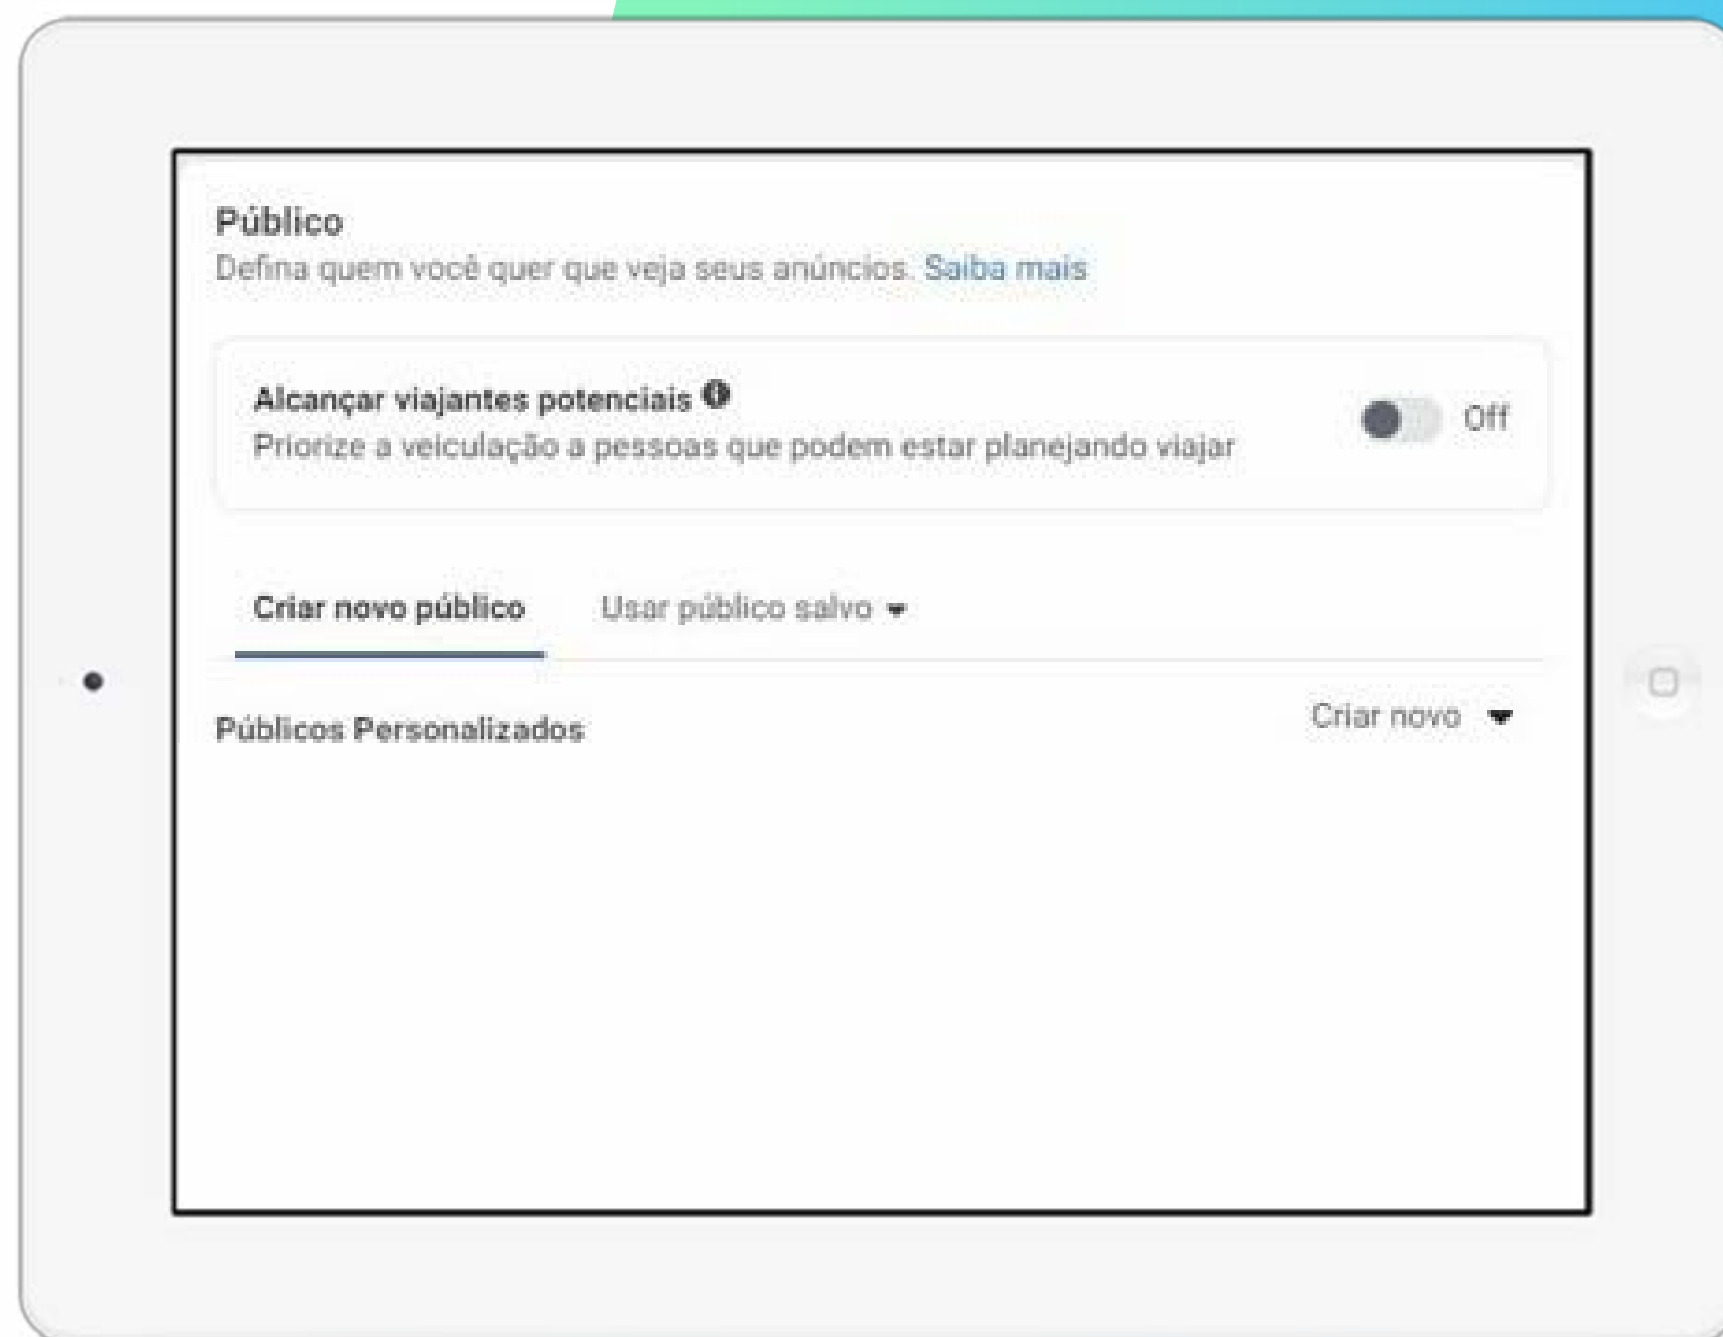 Público
Defina quem você quer que veja seus anúncios. Saiba mais
Alcançar viajantes potenciais
Priorize a veiculação a pessoas que podem estar planejando viajar
Off
Criar novo público Usar público salvo
Públicos Personalizados Criar novo